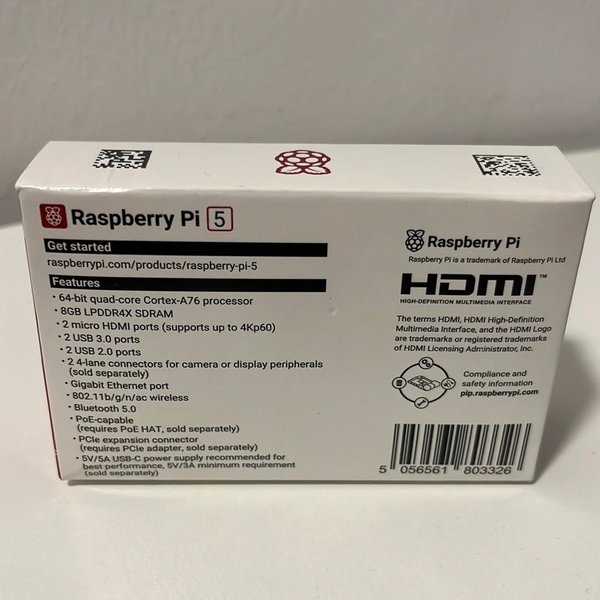 Raspberry Pi 5
Get started
raspberrypi.com/products/raspberry-pi-5
Features
• 64-bit quad-core Cortex-A76 processor
• 8GB LPDDR4X SDRAM
• 2 micro HDMI ports (supports up to 4Kp60)
• 2 USB 3.0 ports
• 2 USB 2.0 ports
• 2 4-lane connectors for camera or display peripherals
(sold separately)
• Gigabit Ethernet port
• 802.11b/g/n/ac wireless
• Bluetooth 5.0
• PoE-capable
(requires PoE HAT, sold separately)
• PCIe expansion connector
(requires PCIe adapter, sold separately)
• 5V/5A USB-C power supply recommended for
best performance, 5V/3A minimum requirement
(sold separately)
Raspberry Pi
Raspberry Pi is a trademark of Raspberry Pi Ltd
HDMI™
HIGH-DEFINITION MULTIMEDIA INTERFACE
The terms HDMI, HDMI High-Definition
Multimedia Interface, and the HDMI Logo
are trademarks or registered trademarks
of HDMI Licensing Administrator, Inc.
Compliance and
safety information
pip.raspberrypi.com
5 056561 803326